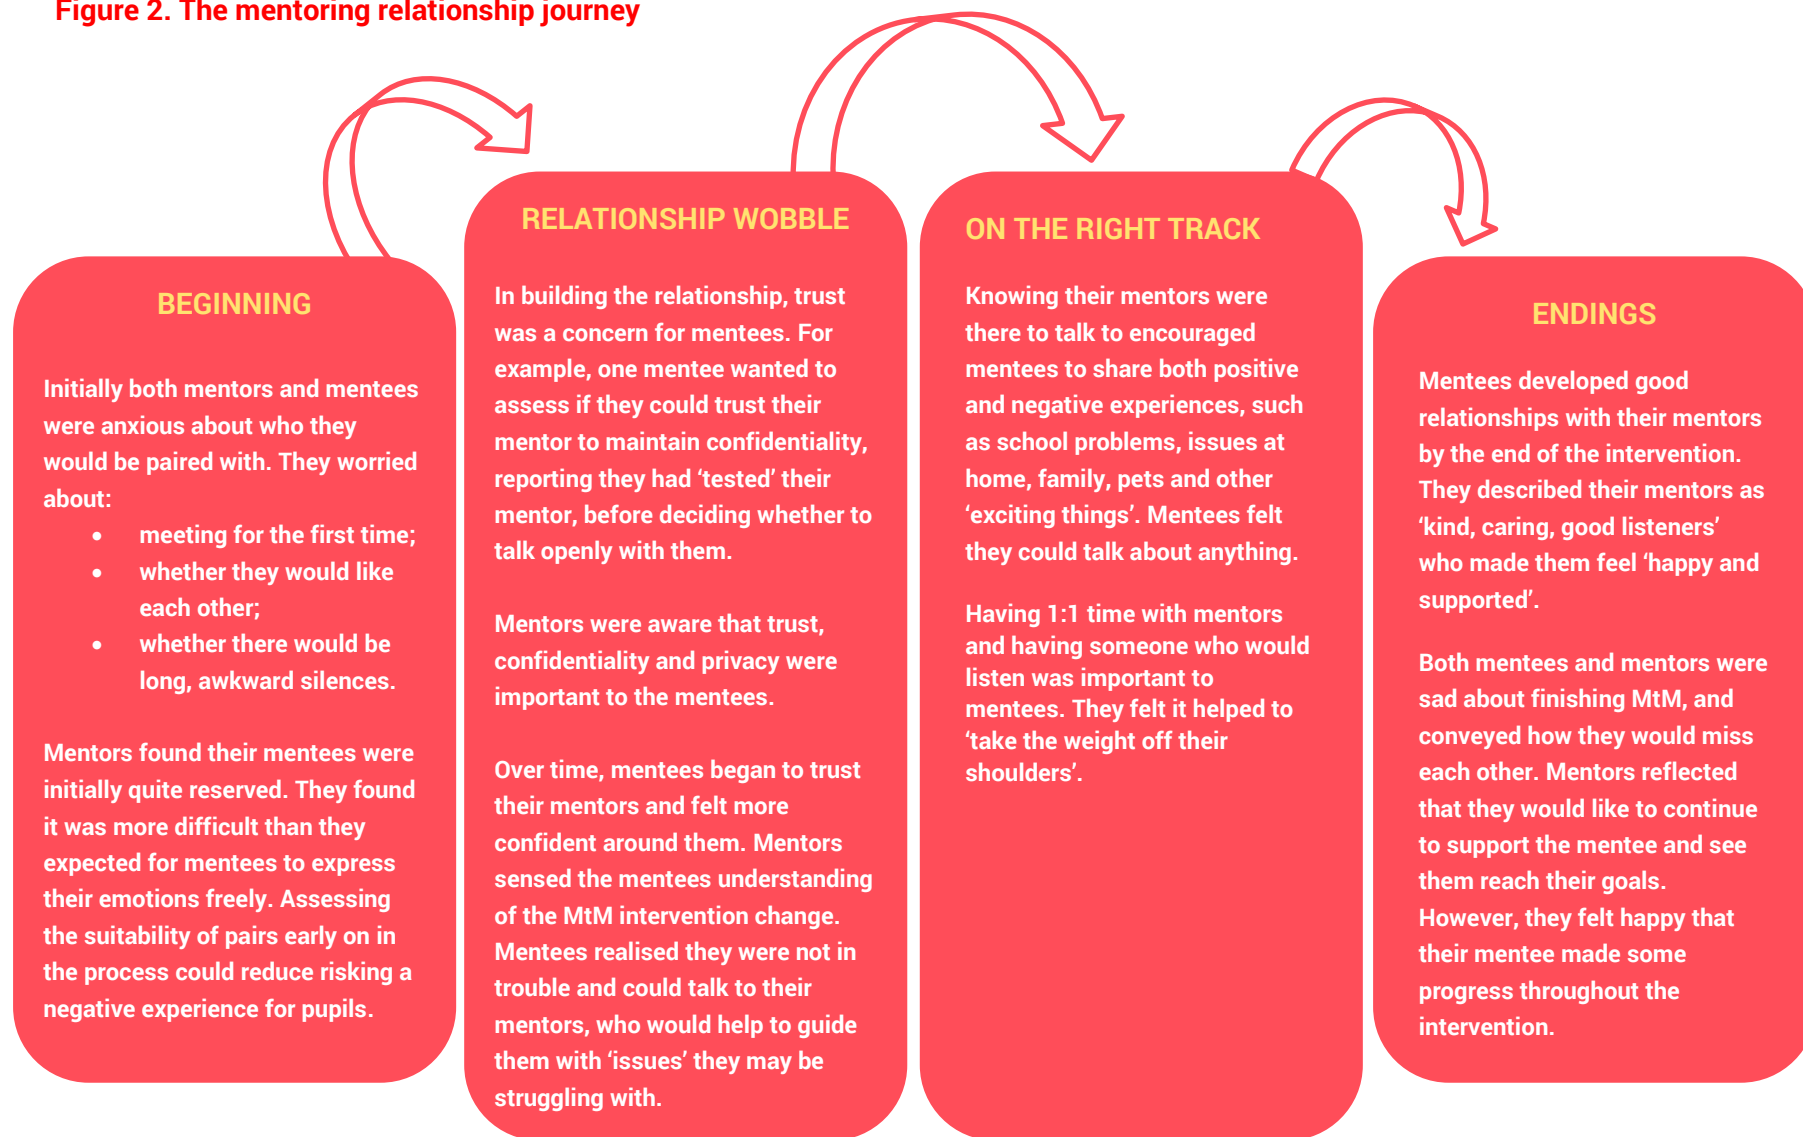 Figure 2. The mentoring relationship journey
BEGINNING
Initially both mentors and mentees
were anxious about who they
would be paired with. They worried
about:
• meeting for the first time;
• whether they would like
each other;
• whether there would be
long, awkward silences.
Mentors found their mentees were
initially quite reserved. They found
it was more difficult than they
expected for mentees to express
their emotions freely. Assessing
the suitability of pairs early on in
the process could reduce risking a
negative experience for pupils.
RELATIONSHIP WOBBLE
In building the relationship, trust
was a concern for mentees. For
example, one mentee wanted to
assess if they could trust their
mentor to maintain confidentiality,
reporting they had ‘tested’ their
mentor, before deciding whether to
talk openly with them.
Mentors were aware that trust,
confidentiality and privacy were
important to the mentees.
Over time, mentees began to trust
their mentors and felt more
confident around them. Mentors
sensed the mentees understanding
of the MtM intervention change.
Mentees realised they were not in
trouble and could talk to their
mentors, who would help to guide
them with ‘issues’ they may be
struggling with.
ON THE RIGHT TRACK
Knowing their mentors were
there to talk to encouraged
mentees to share both positive
and negative experiences, such
as school problems, issues at
home, family, pets and other
‘exciting things’. Mentees felt
they could talk about anything.
Having 1:1 time with mentors
and having someone who would
listen was important to
mentees. They felt it helped to
‘take the weight off their
shoulders’.
ENDINGS
Mentees developed good
relationships with their mentors
by the end of the intervention.
They described their mentors as
‘kind, caring, good listeners’
who made them feel ‘happy and
supported’.
Both mentees and mentors were
sad about finishing MtM, and
conveyed how they would miss
each other. Mentors reflected
that they would like to continue
to support the mentee and see
them reach their goals.
However, they felt happy that
their mentee made some
progress throughout the
intervention.